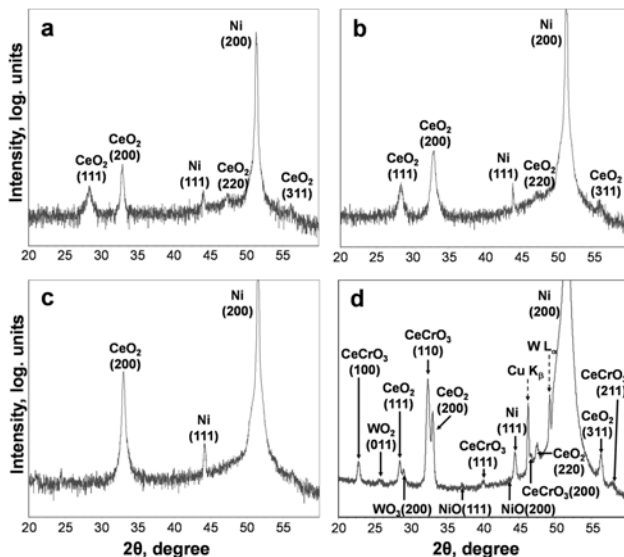 Intensity, log. units
a
Ni
(200)
CeO₂
(111)
CeO₂
(200)
Ni
(111)
CeO₂
(220)
CeO₂
(311)
20 25 30 35 40 45 50 55
b
Ni
(200)
CeO₂
(111)
CeO₂
(200)
Ni
(111)
CeO₂
(220)
CeO₂
(311)
20 25 30 35 40 45 50 55
Intensity, log. units
c
Ni
(200)
CeO₂
(200)
Ni
(111)
20 25 30 35 40 45 50 55
2θ, degree
d
Ni
(200)
W Lα
Cu Kβ
CeCrO₃
(100)
WO₂
(011)
CeO₂
(111)
CeCrO₃
(110)
CeO₂
(200)
CeCrO₃
(111)
Ni
(111)
CeCrO₃
(211)
CeO₂
(311)
CeO₂
(220)
CeCrO₃(200)
WO₃(200)
NiO(111)
NiO(200)
20 25 30 35 40 45 50 55
2θ, degree